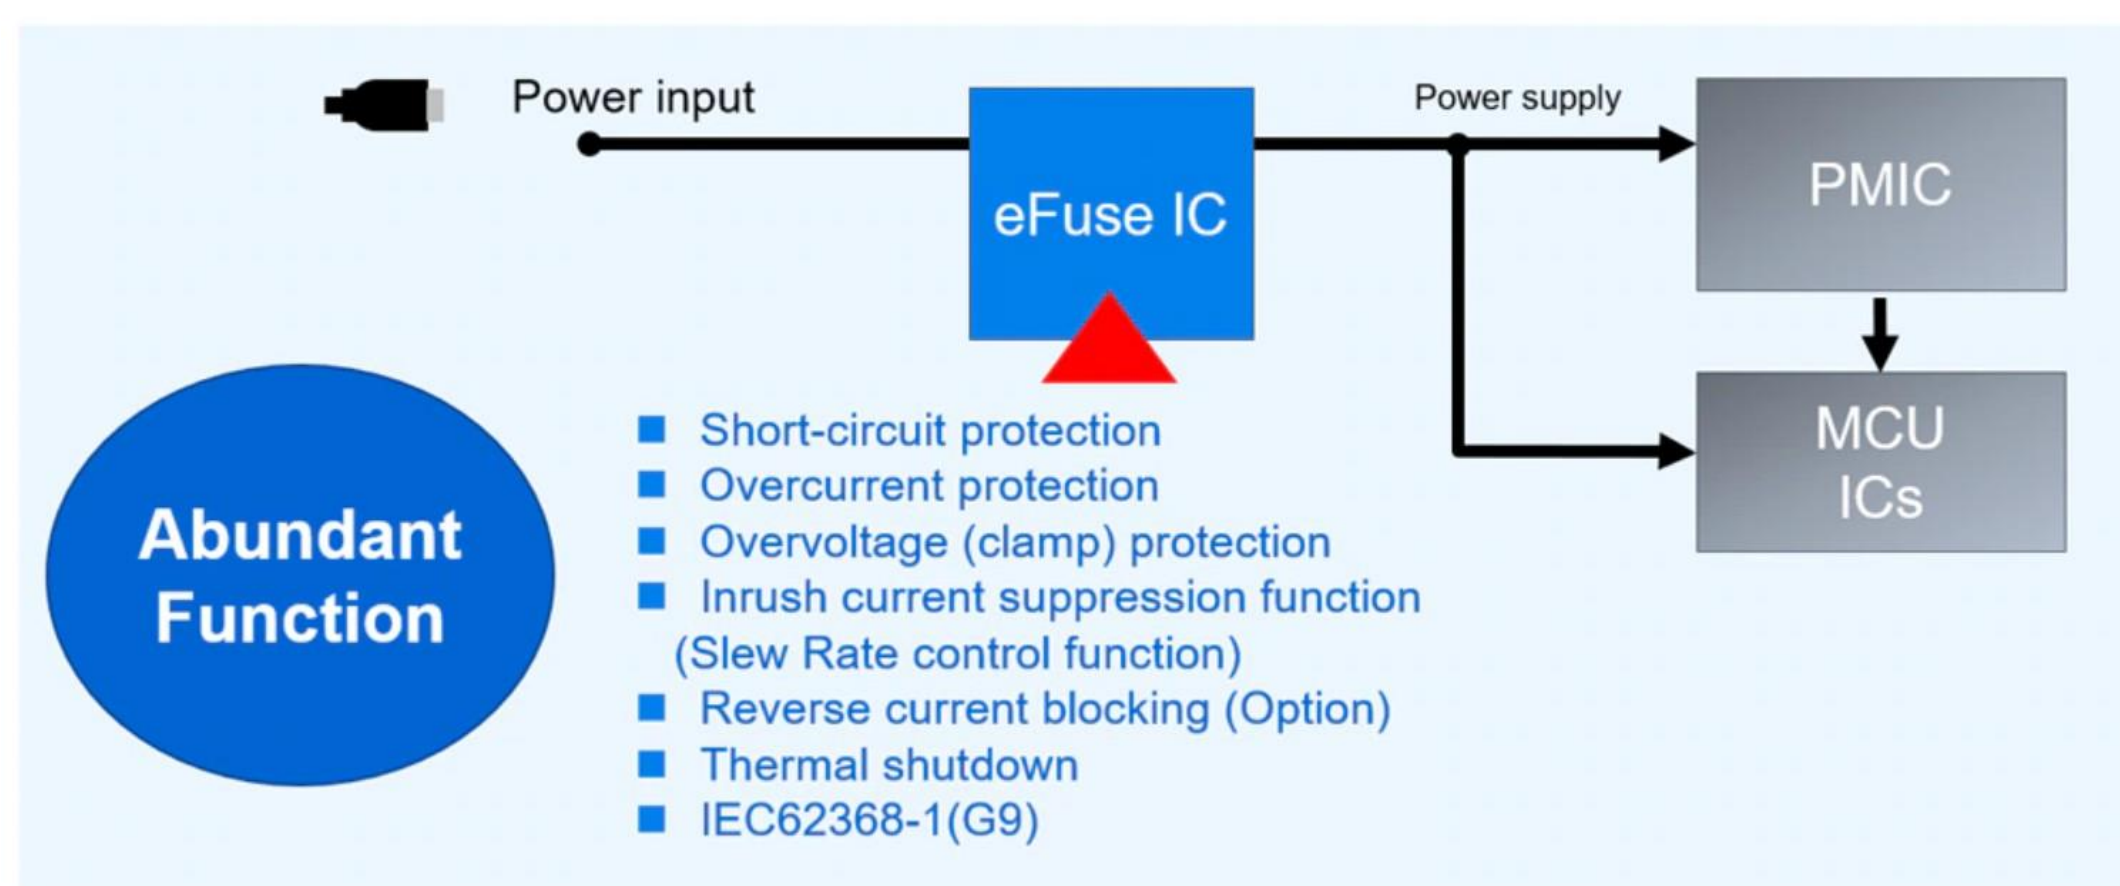 Power input
Power supply
eFuse IC
PMIC
MCU
ICs
Abundant
Function
Short-circuit protection
Overcurrent protection
Overvoltage (clamp) protection
Inrush current suppression function
(Slew Rate control function)
Reverse current blocking (Option)
Thermal shutdown
IEC62368-1(G9)